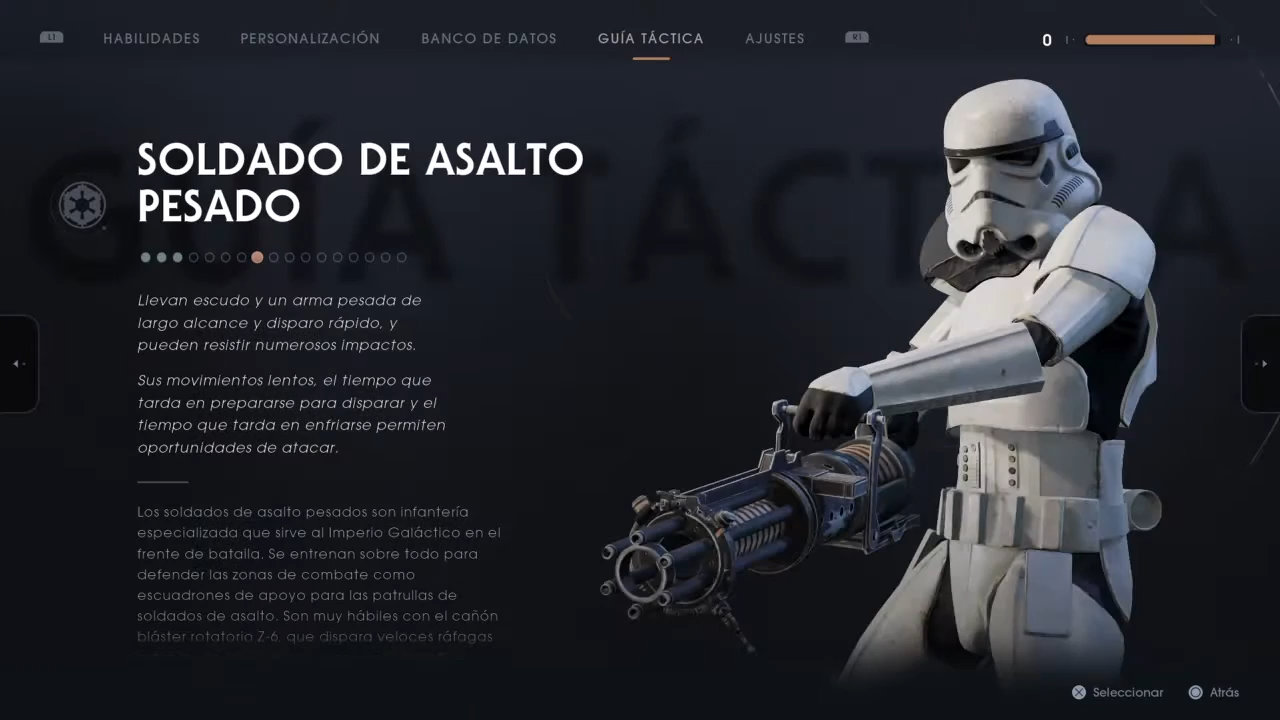 L1 HABILIDADES PERSONALIZACIÓN BANCO DE DATOS GUÍA TÁCTICA AJUSTES R1 0
GUÍA TÁCTICA
SOLDADO DE ASALTO
PESADO
Llevan escudo y un arma pesada de
largo alcance y disparo rápido, y
pueden resistir numerosos impactos.
Sus movimientos lentos, el tiempo que
tarda en prepararse para disparar y el
tiempo que tarda en enfriarse permiten
oportunidades de atacar.
Los soldados de asalto pesados son infantería
especializada que sirve al Imperio Galáctico en el
frente de batalla. Se entrenan sobre todo para
defender las zonas de combate como
escuadrones de apoyo para las patrullas de
soldados de asalto. Son muy hábiles con el cañón
bláster rotatorio Z-6, que dispara veloces ráfagas
Seleccionar Atrás